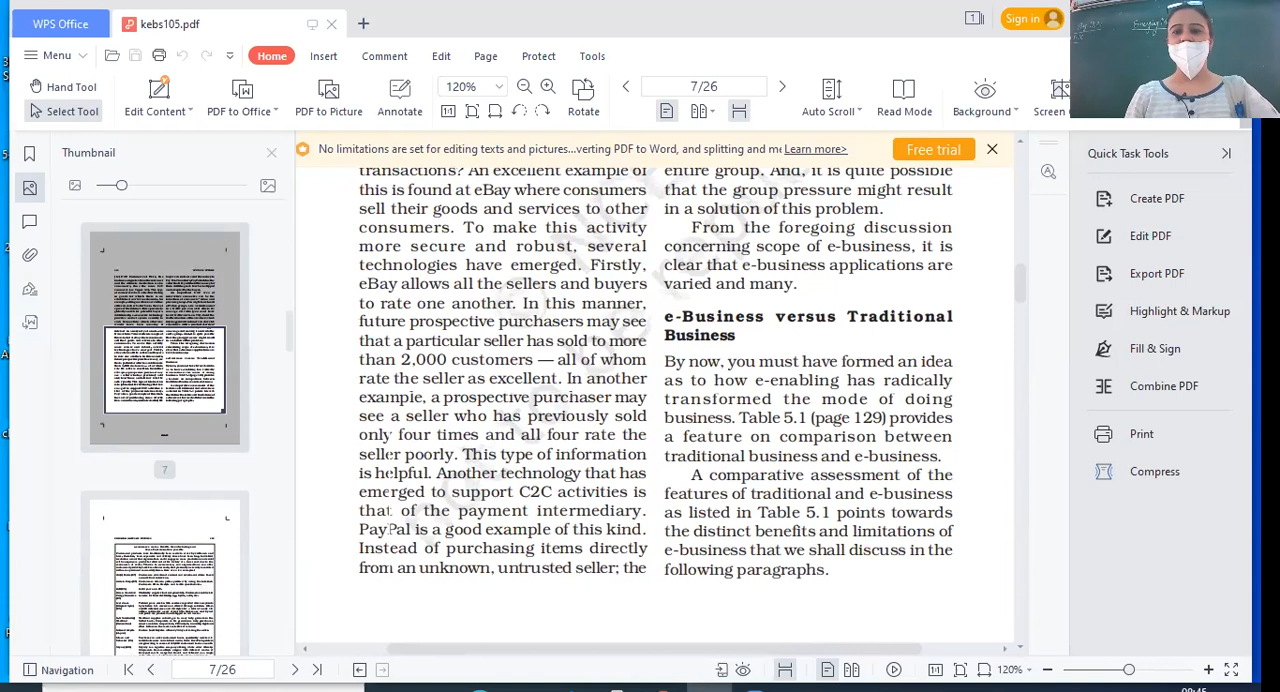 WPS Office
kebs105.pdf
Sign in
Menu
Home
Insert
Comment
Edit
Page
Protect
Tools
Hand Tool
Select Tool
Edit Content
PDF to Office
PDF to Picture
Annotate
120%
Rotate
7/26
Auto Scroll
Read Mode
Background
Screen
Thumbnail
No limitations are set for editing texts and pictures...verting PDF to Word, and splitting and me Learn more>
Free trial
Quick Task Tools
Create PDF
Edit PDF
Export PDF
Highlight & Markup
Fill & Sign
Combine PDF
Print
Compress
7
transactions? An excellent example of
this is found at eBay where consumers
sell their goods and services to other
consumers. To make this activity
more secure and robust, several
technologies have emerged. Firstly,
eBay allows all the sellers and buyers
to rate one another. In this manner,
future prospective purchasers may see
that a particular seller has sold to more
than 2,000 customers — all of whom
rate the seller as excellent. In another
example, a prospective purchaser may
see a seller who has previously sold
only four times and all four rate the
seller poorly. This type of information
is helpful. Another technology that has
emerged to support C2C activities is
that of the payment intermediary.
PayPal is a good example of this kind.
Instead of purchasing items directly
from an unknown, untrusted seller; the
entire group. And, it is quite possible
that the group pressure might result
in a solution of this problem.
From the foregoing discussion
concerning scope of e-business, it is
clear that e-business applications are
varied and many.
e-Business versus Traditional
Business
By now, you must have formed an idea
as to how e-enabling has radically
transformed the mode of doing
business. Table 5.1 (page 129) provides
a feature on comparison between
traditional business and e-business.
A comparative assessment of the
features of traditional and e-business
as listed in Table 5.1 points towards
the distinct benefits and limitations of
e-business that we shall discuss in the
following paragraphs.
Navigation
7/26
120%